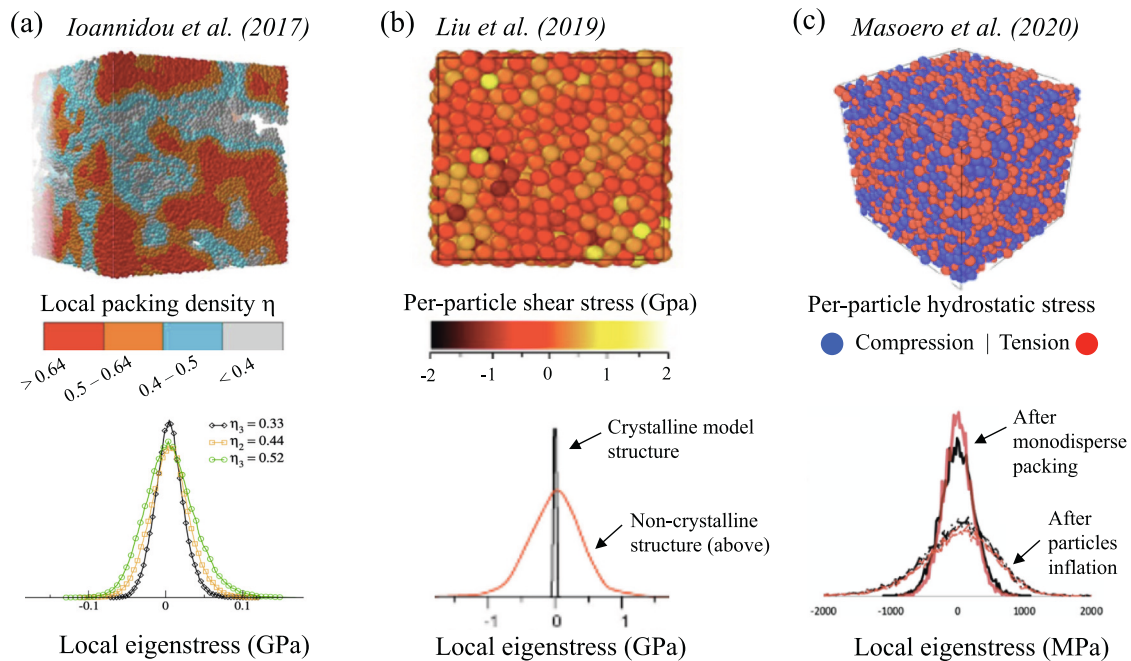 (a) Ioannidou et al. (2017)
Local packing density η
> 0.64
0.5 – 0.64
0.4 – 0.5
< 0.4
η₃ = 0.33
η₂ = 0.44
η₃ = 0.52
-0.1 0 0.1
Local eigenstress (GPa)
(b) Liu et al. (2019)
Per-particle shear stress (Gpa)
-2 -1 0 1 2
Crystalline model
structure
Non-crystalline
structure (above)
−1 0 1
Local eigenstress (GPa)
(c) Masoero et al. (2020)
Per-particle hydrostatic stress
Compression | Tension
After
monodisperse
packing
After
particles
inflation
-2000 -1000 0 1000 2000
Local eigenstress (MPa)